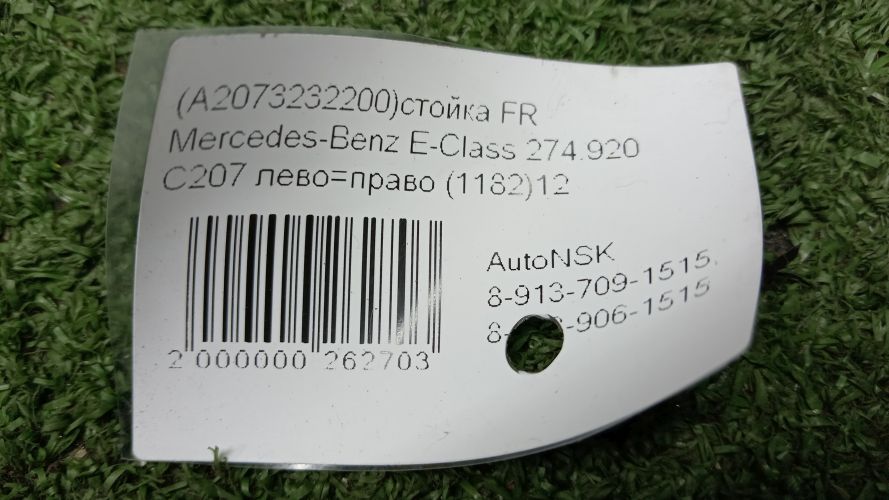 (A2073232200)стойка FR
Mercedes-Benz E-Class 274.920
C207 лево=право (1182)12
AutoNSK
8-913-709-1515.
-906-1515
2 000000 262703